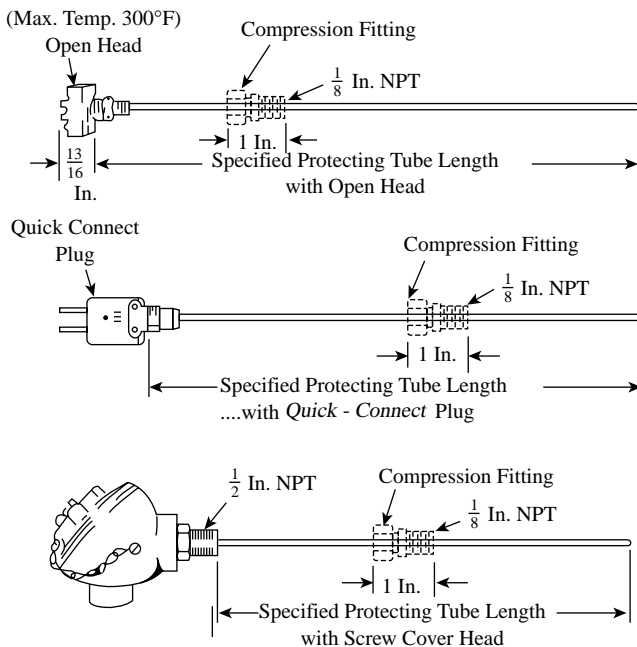 (Max. Temp. 300°F)
Open Head
Compression Fitting
1/8 In. NPT
1 In.
13/16
In.
Specified Protecting Tube Length
with Open Head
Quick Connect
Plug
Compression Fitting
1/8 In. NPT
1 In.
Specified Protecting Tube Length
....with Quick - Connect Plug
1/2 In. NPT
Compression Fitting
1/8 In. NPT
1 In.
Specified Protecting Tube Length
with Screw Cover Head